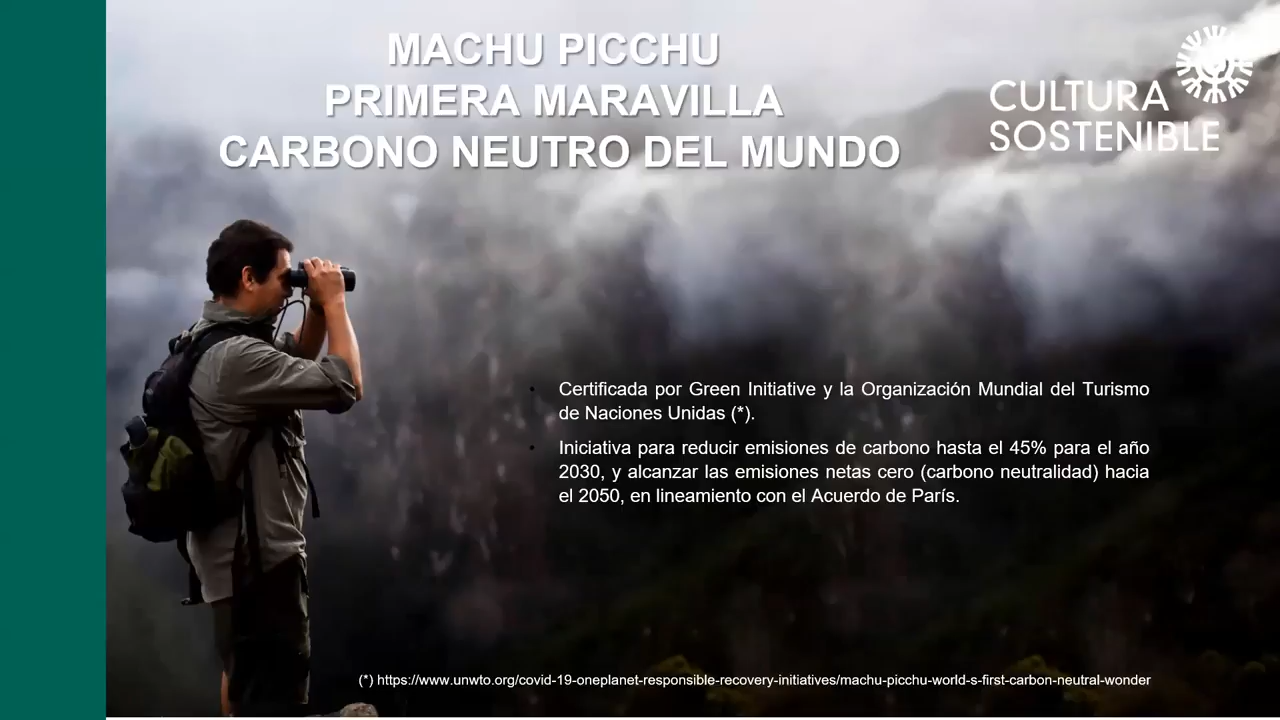 MACHU PICCHU
PRIMERA MARAVILLA
CARBONO NEUTRO DEL MUNDO
CULTURA
SOSTENIBLE
• Certificada por Green Initiative y la Organización Mundial del Turismo
de Naciones Unidas (*).
• Iniciativa para reducir emisiones de carbono hasta el 45% para el año
2030, y alcanzar las emisiones netas cero (carbono neutralidad) hacia
el 2050, en lineamiento con el Acuerdo de París.
(*) https://www.unwto.org/covid-19-oneplanet-responsible-recovery-initiatives/machu-picchu-world-s-first-carbon-neutral-wonder